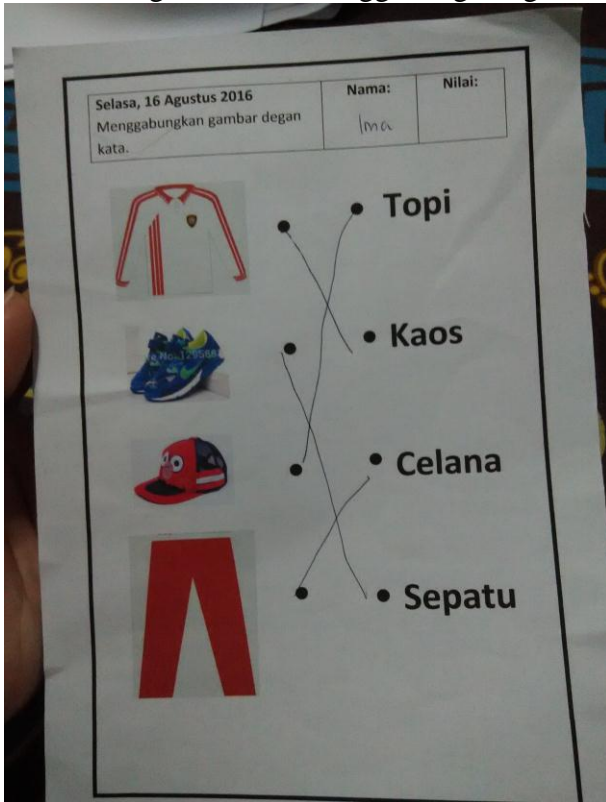 Selasa, 16 Agustus 2016
Menggabungkan gambar degan
kata.
Nama:
Ima
Nilai:
Topi
Kaos
Celana
Sepatu